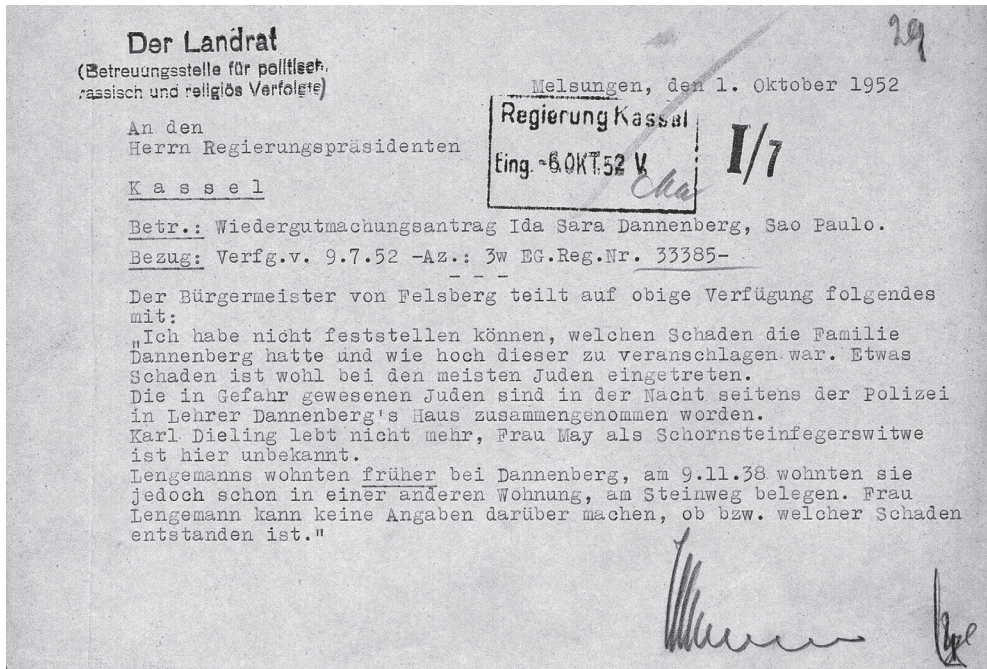 29
Der Landrat
(Betreuungsstelle für politisch,
rassisch und religiös Verfolgte)
Melsungen, den 1. Oktober 1952
An den
Herrn Regierungspräsidenten
K a s s e l
Regierung Kassel
Eing. -6.OKT.52 V
I/7
Betr.: Wiedergutmachungsantrag Ida Sara Dannenberg, Sao Paulo.
Bezug: Verfg.v. 9.7.52 -Az.: 3w EG.Reg.Nr. 33385-
- - -
Der Bürgermeister von Felsberg teilt auf obige Verfügung folgendes
mit:
„Ich habe nicht feststellen können, welchen Schaden die Familie
Dannenberg hatte und wie hoch dieser zu veranschlagen war. Etwas
Schaden ist wohl bei den meisten Juden eingetreten.
Die in Gefahr gewesenen Juden sind in der Nacht seitens der Polizei
in Lehrer Dannenberg's Haus zusammengenommen worden.
Karl Dieling lebt nicht mehr, Frau May als Schornsteinfegerswitwe
ist hier unbekannt.
Lengemanns wohnten früher bei Dannenberg, am 9.11.38 wohnten sie
jedoch schon in einer anderen Wohnung, am Steinweg belegen. Frau
Lengemann kann keine Angaben darüber machen, ob bzw. welcher Schaden
entstanden ist."